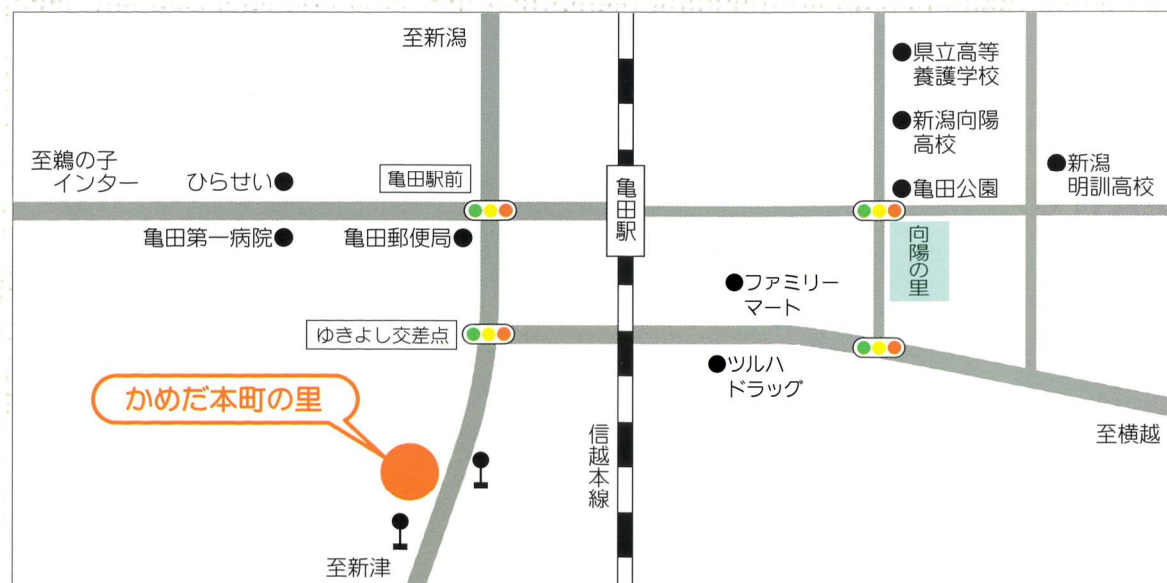 至新潟
県立高等
養護学校
新潟向陽
高校
至鵜の子
インター
ひらせい
亀田駅前
亀田駅
亀田公園
新潟
明訓高校
亀田第一病院
亀田郵便局
向陽の里
ファミリー
マート
ゆきよし交差点
ツルハ
ドラッグ
かめだ本町の里
信越本線
至横越
至新津